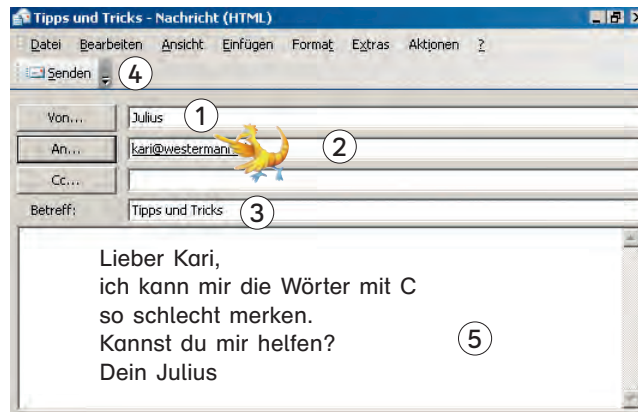 Tipps und Tricks - Nachricht (HTML)
Datei Bearbeiten Ansicht Einfügen Format Extras Aktionen ?
Senden 4
Von... Julius 1
An... kari@westermann 2
Cc...
Betreff: Tipps und Tricks 3
Lieber Kari,
ich kann mir die Wörter mit C
so schlecht merken.
Kannst du mir helfen? 5
Dein Julius